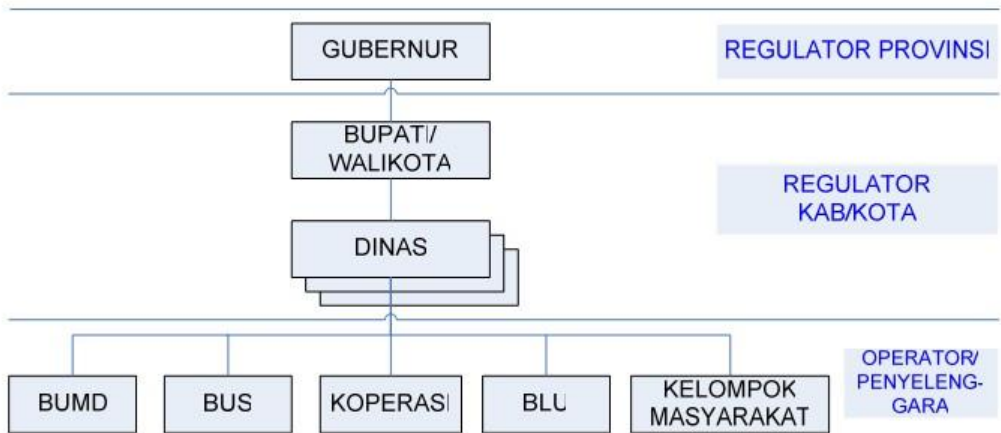 GUBERNUR
REGULATOR PROVINSI
BUPATI/
WALIKOTA
REGULATOR
KAB/KOTA
DINAS
BUMD
BUS
KOPERASI
BLU
KELOMPOK
MASYARAKAT
OPERATOR/
PENYELENG-
GARA